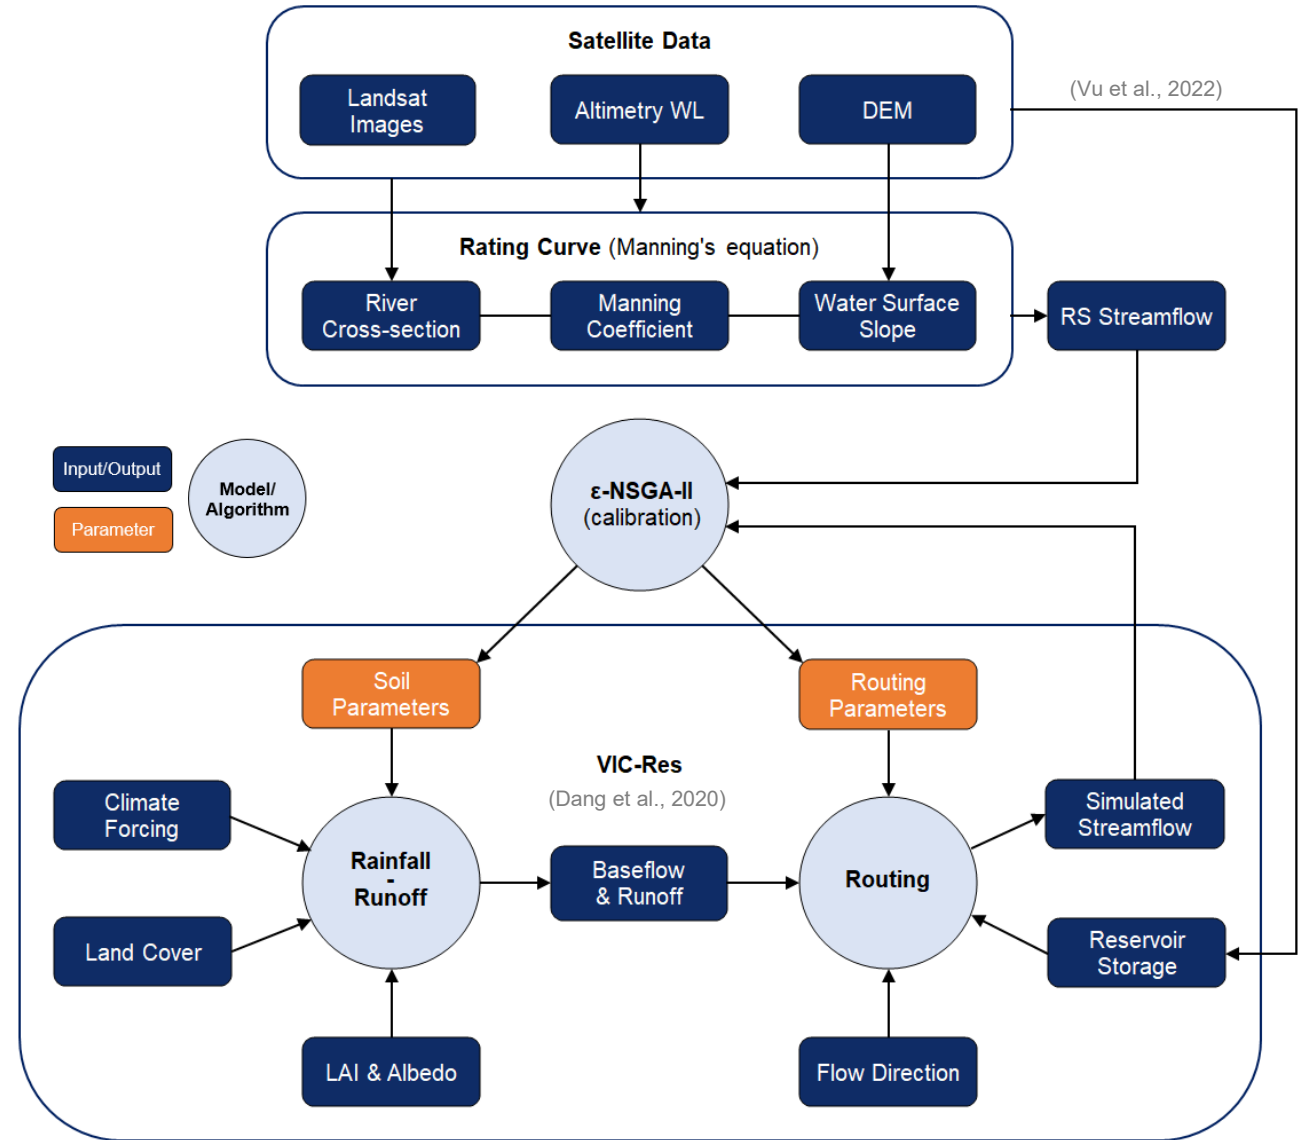 Satellite Data
Landsat
Images
Altimetry WL
DEM
(Vu et al., 2022)
Rating Curve (Manning's equation)
River
Cross-section
Manning
Coefficient
Water Surface
Slope
RS Streamflow
Input/Output
Parameter
Model/
Algorithm
ε-NSGA-II
(calibration)
Soil
Parameters
Routing
Parameters
VIC-Res
(Dang et al., 2020)
Climate
Forcing
Land Cover
Rainfall
-
Runoff
Baseflow
& Runoff
Routing
Simulated
Streamflow
Reservoir
Storage
LAI & Albedo
Flow Direction